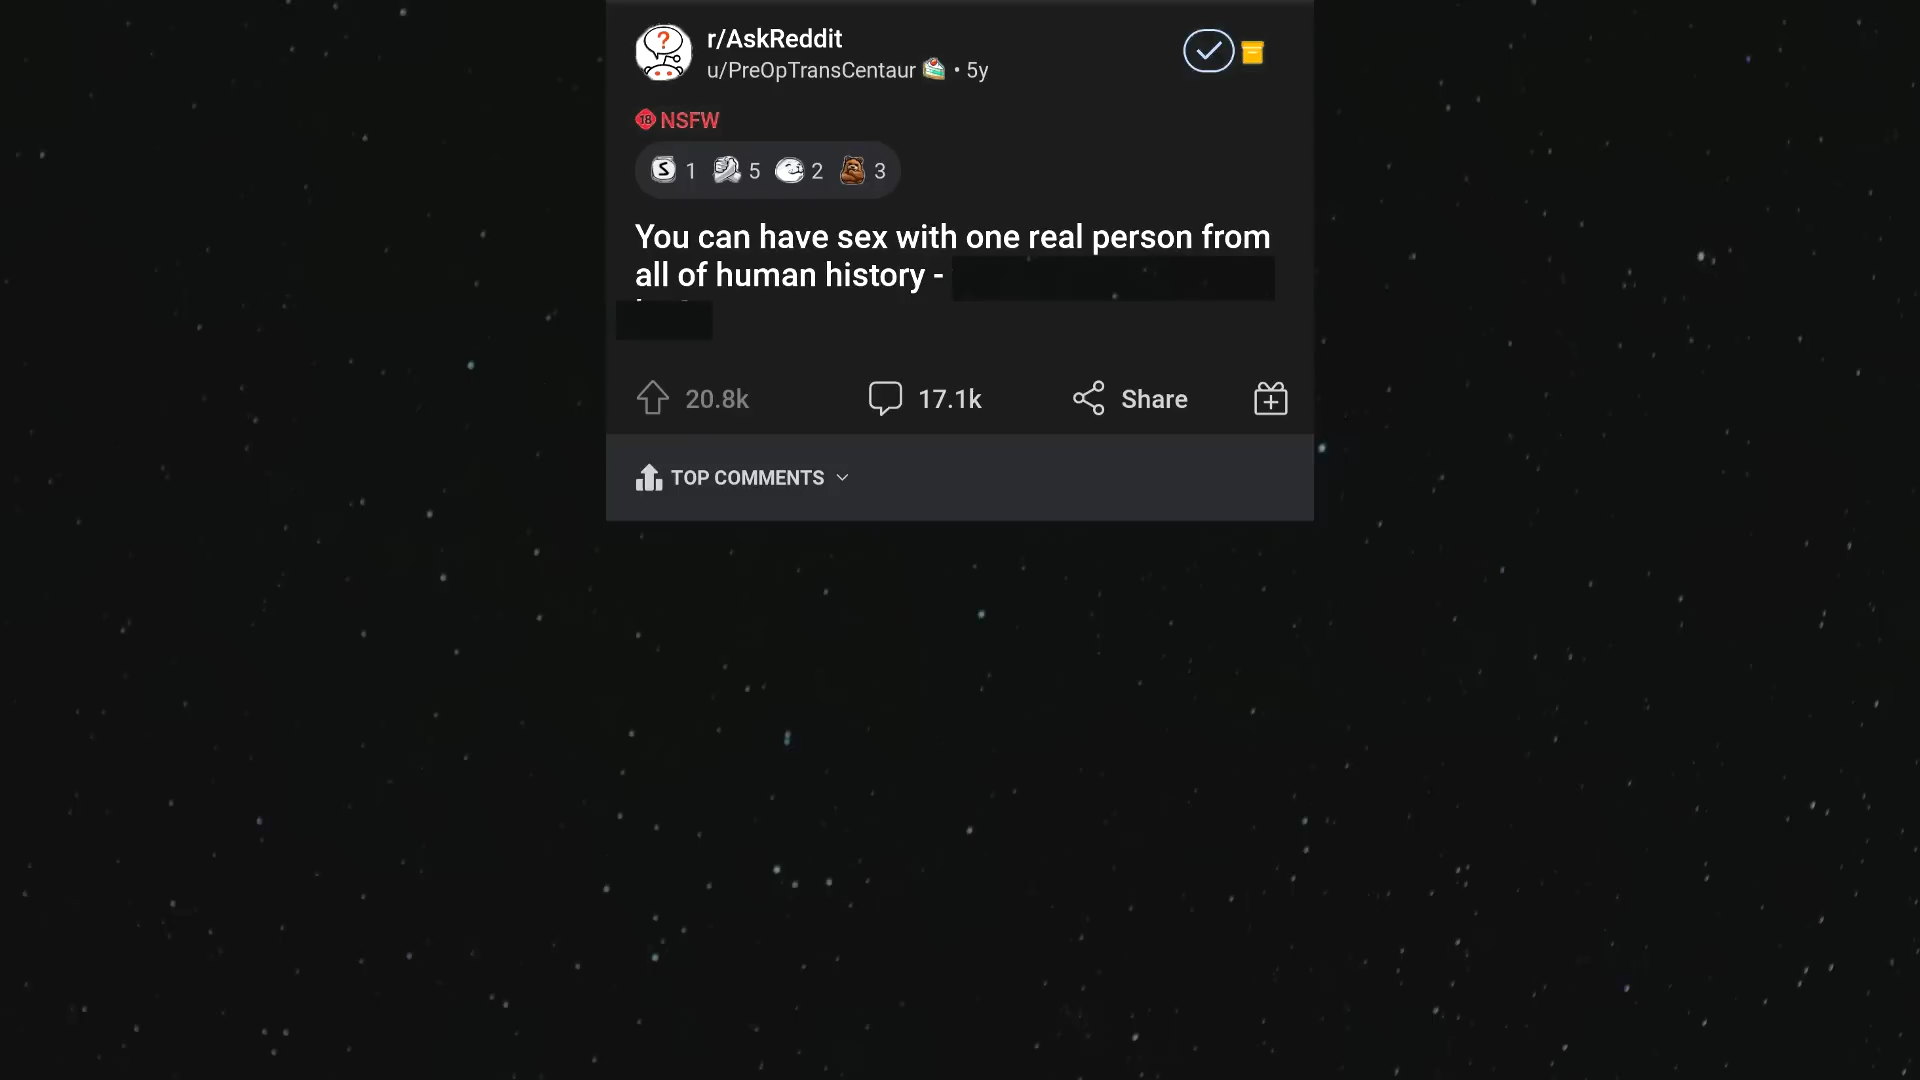 r/AskReddit
u/PreOpTransCentaur • 5y
18 NSFW
S 1 5 2 3
You can have sex with one real person from
all of human history -
20.8k 17.1k Share
TOP COMMENTS